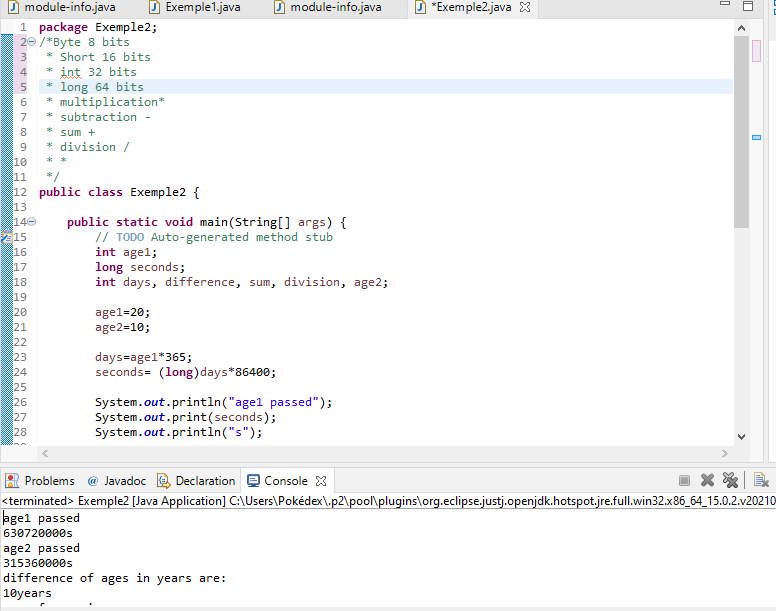 module-info.java Exemple1.java module-info.java *Exemple2.java
1 package Exemple2;
2 /*Byte 8 bits
3 * Short 16 bits
4 * int 32 bits
5 * long 64 bits
6 * multiplication*
7 * subtraction -
8 * sum +
9 * division /
10 * *
11 */
12 public class Exemple2 {
13
14 public static void main(String[] args) {
15 // TODO Auto-generated method stub
16 int age1;
17 long seconds;
18 int days, difference, sum, division, age2;
19
20 age1=20;
21 age2=10;
22
23 days=age1*365;
24 seconds= (long)days*86400;
25
26 System.out.println("age1 passed");
27 System.out.print(seconds);
28 System.out.println("s");
Problems @ Javadoc Declaration Console
<terminated> Exemple2 [Java Application] C:\Users\Pokédex\.p2\pool\plugins\org.eclipse.justj.openjdk.hotspot.jre.full.win32.x86_64_15.0.2.v20210
age1 passed
630720000s
age2 passed
315360000s
difference of ages in years are:
10years